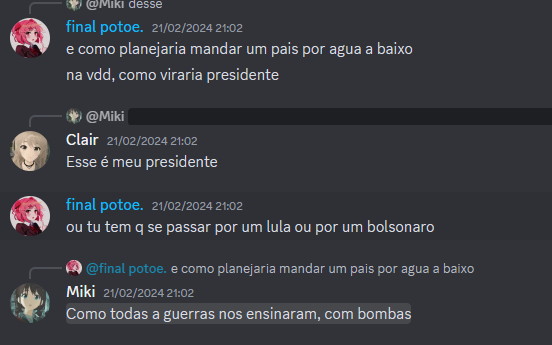 @Miki desse
final potoe. 21/02/2024 21:02
e como planejaria mandar um pais por agua a baixo
na vdd, como viraria presidente
@Miki
Clair 21/02/2024 21:02
Esse é meu presidente
final potoe. 21/02/2024 21:02
ou tu tem q se passar por um lula ou por um bolsonaro
@final potoe. e como planejaria mandar um pais por agua a baixo
Miki 21/02/2024 21:02
Como todas a guerras nos ensinaram, com bombas